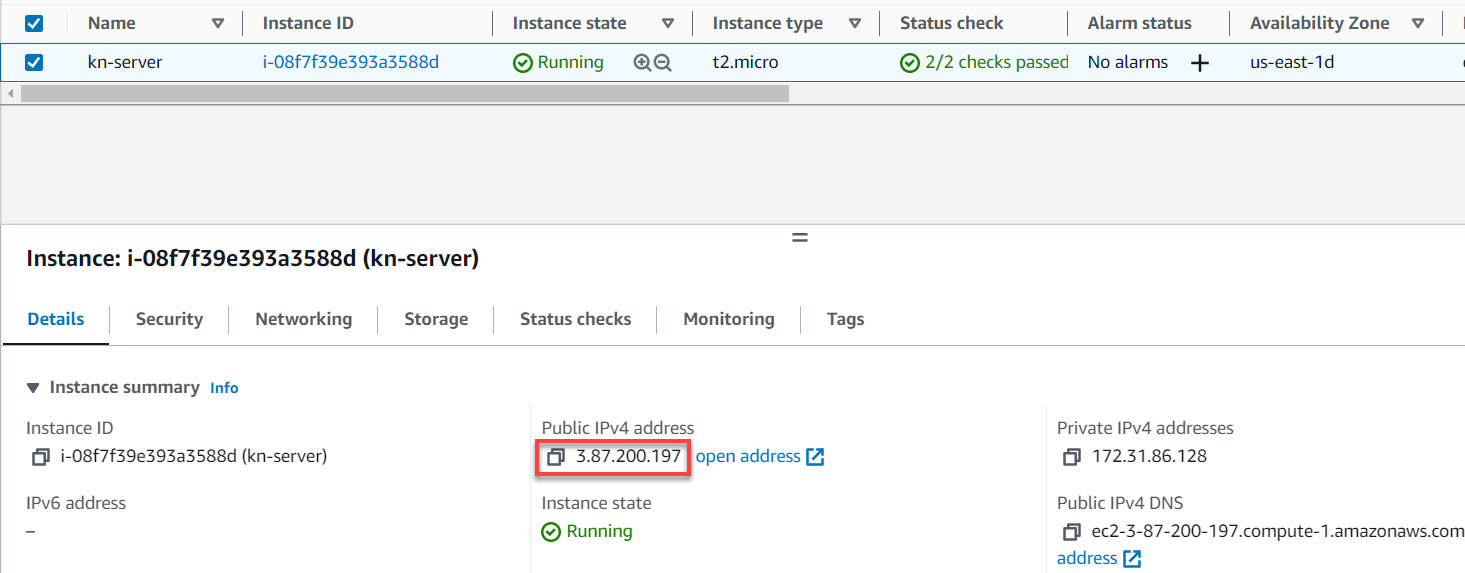 Name Instance ID Instance state Instance type Status check Alarm status Availability Zone
kn-server i-08f7f39e393a3588d Running t2.micro 2/2 checks passed No alarms us-east-1d
Instance: i-08f7f39e393a3588d (kn-server)
Details Security Networking Storage Status checks Monitoring Tags
Instance summary Info
Instance ID Public IPv4 address Private IPv4 addresses
i-08f7f39e393a3588d (kn-server) 3.87.200.197 open address 172.31.86.128
IPv6 address Instance state Public IPv4 DNS
– Running ec2-3-87-200-197.compute-1.amazonaws.com
address